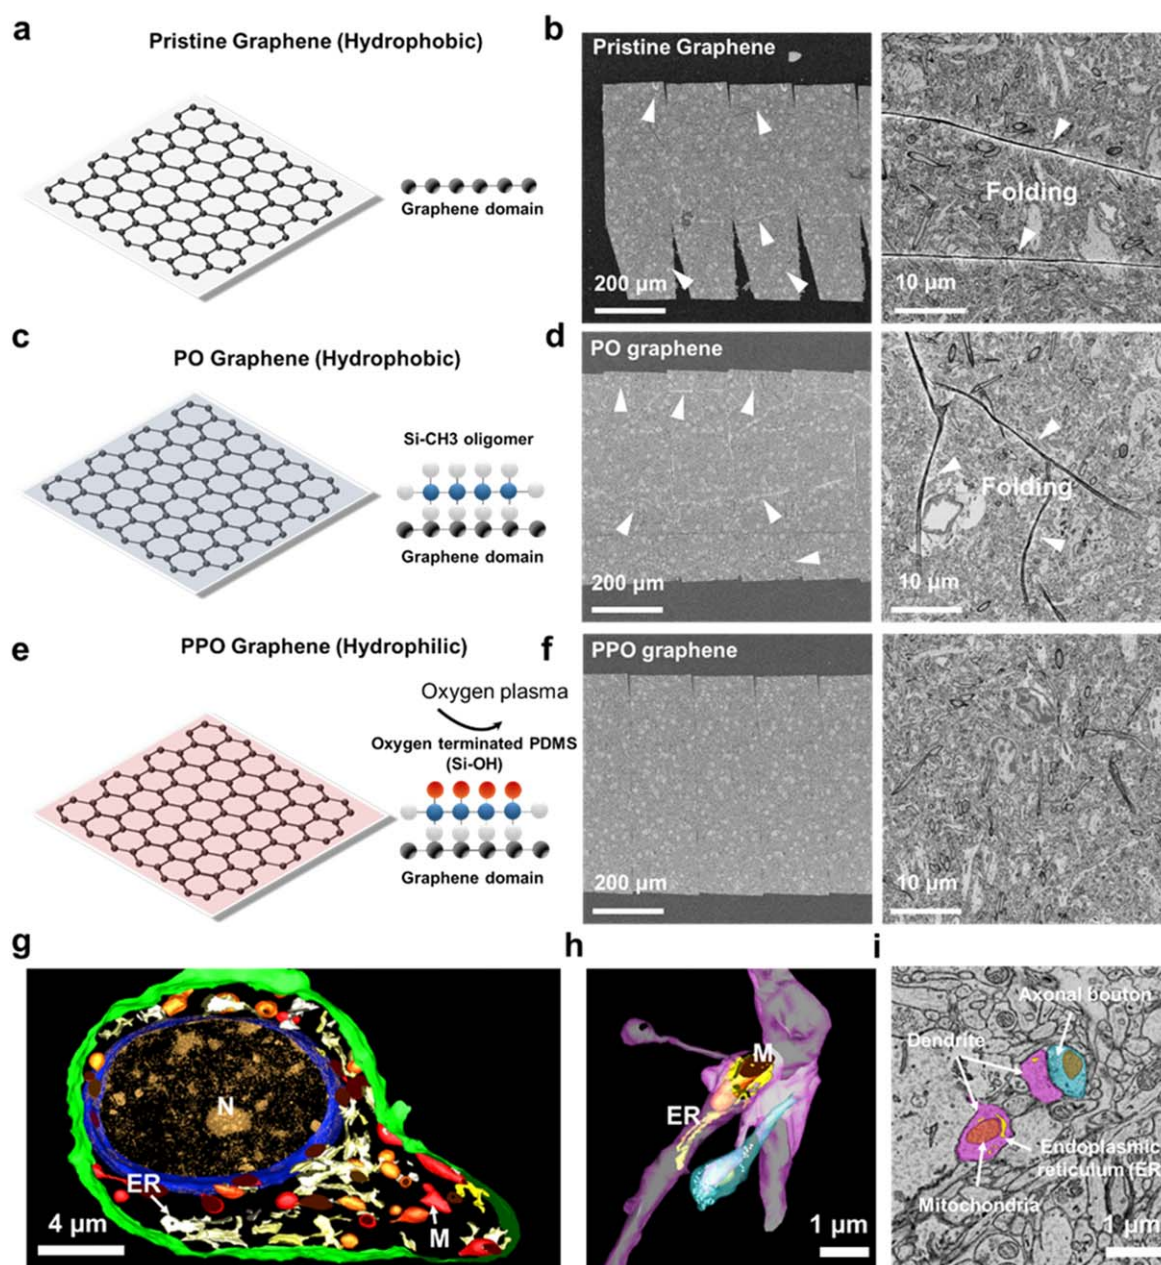 a
Pristine Graphene (Hydrophobic)
Graphene domain
b
Pristine Graphene
200 µm
Folding
10 µm
c
PO Graphene (Hydrophobic)
Si-CH3 oligomer
Graphene domain
d
PO graphene
200 µm
Folding
10 µm
e
PPO Graphene (Hydrophilic)
Oxygen plasma
Oxygen terminated PDMS
(Si-OH)
Graphene domain
f
PPO graphene
200 µm
10 µm
g
N
ER
M
4 µm
h
M
ER
1 µm
i
Axonal bouton
Dendrite
Endoplasmic
reticulum (ER
Mitochondria
1 µm